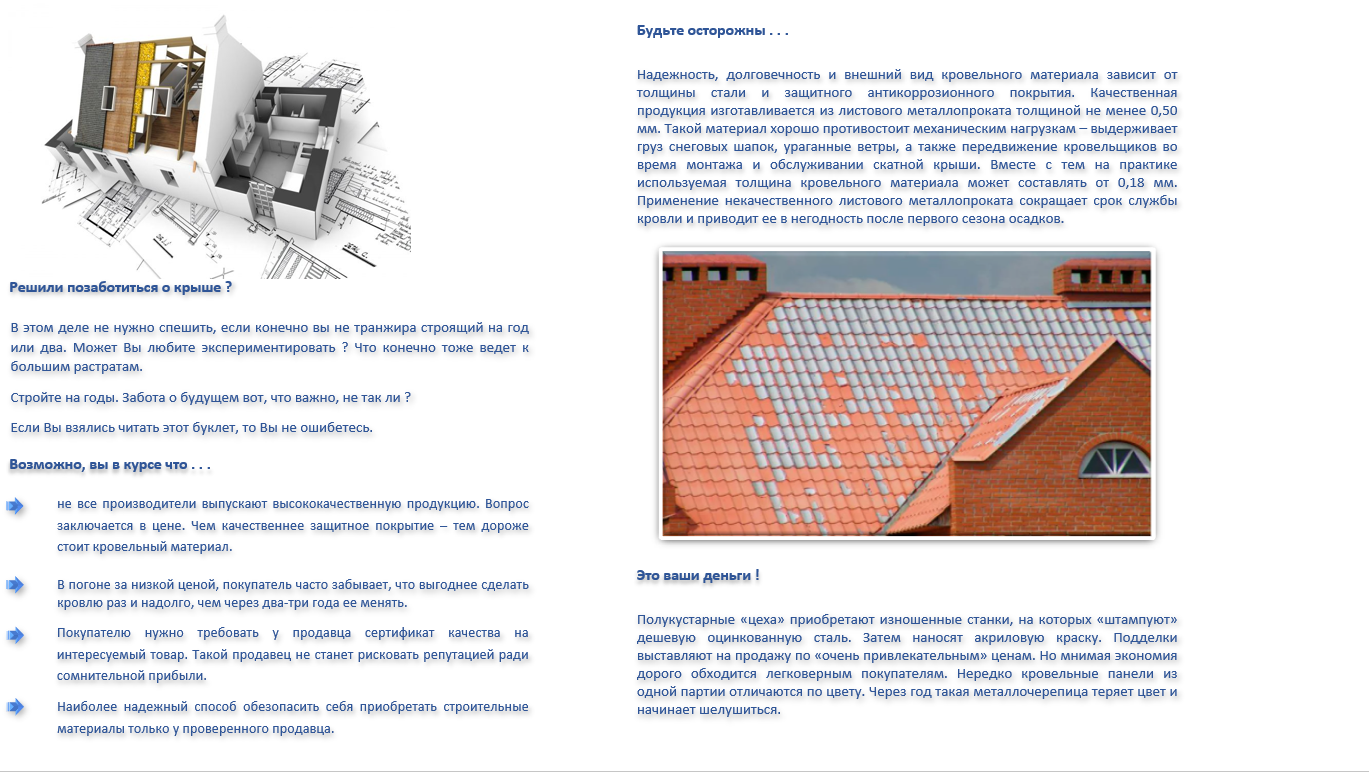 Решили позаботиться о крыше ?
В этом деле не нужно спешить, если конечно вы не транжира строящий на год
или два. Может Вы любите экспериментировать ? Что конечно тоже ведет к
большим растратам.
Стройте на годы. Забота о будущем вот, что важно, не так ли ?
Если Вы взялись читать этот буклет, то Вы не ошибетесь.
Возможно, вы в курсе что . . .
не все производители выпускают высококачественную продукцию. Вопрос
заключается в цене. Чем качественнее защитное покрытие – тем дороже
стоит кровельный материал.
В погоне за низкой ценой, покупатель часто забывает, что выгоднее сделать
кровлю раз и надолго, чем через два-три года ее менять.
Покупателю нужно требовать у продавца сертификат качества на
интересуемый товар. Такой продавец не станет рисковать репутацией ради
сомнительной прибыли.
Наиболее надежный способ обезопасить себя приобретать строительные
материалы только у проверенного продавца.
Будьте осторожны . . .
Надежность, долговечность и внешний вид кровельного материала зависит от
толщины стали и защитного антикоррозионного покрытия. Качественная
продукция изготавливается из листового металлопроката толщиной не менее 0,50
мм. Такой материал хорошо противостоит механическим нагрузкам – выдерживает
груз снеговых шапок, ураганные ветры, а также передвижение кровельщиков во
время монтажа и обслуживании скатной крыши. Вместе с тем на практике
используемая толщина кровельного материала может составлять от 0,18 мм.
Применение некачественного листового металлопроката сокращает срок службы
кровли и приводит ее в негодность после первого сезона осадков.
Это ваши деньги !
Полукустарные «цеха» приобретают изношенные станки, на которых «штампуют»
дешевую оцинкованную сталь. Затем наносят акриловую краску. Подделки
выставляют на продажу по «очень привлекательным» ценам. Но мнимая экономия
дорого обходится легковерным покупателям. Нередко кровельные панели из
одной партии отличаются по цвету. Через год такая металлочерепица теряет цвет и
начинает шелушиться.